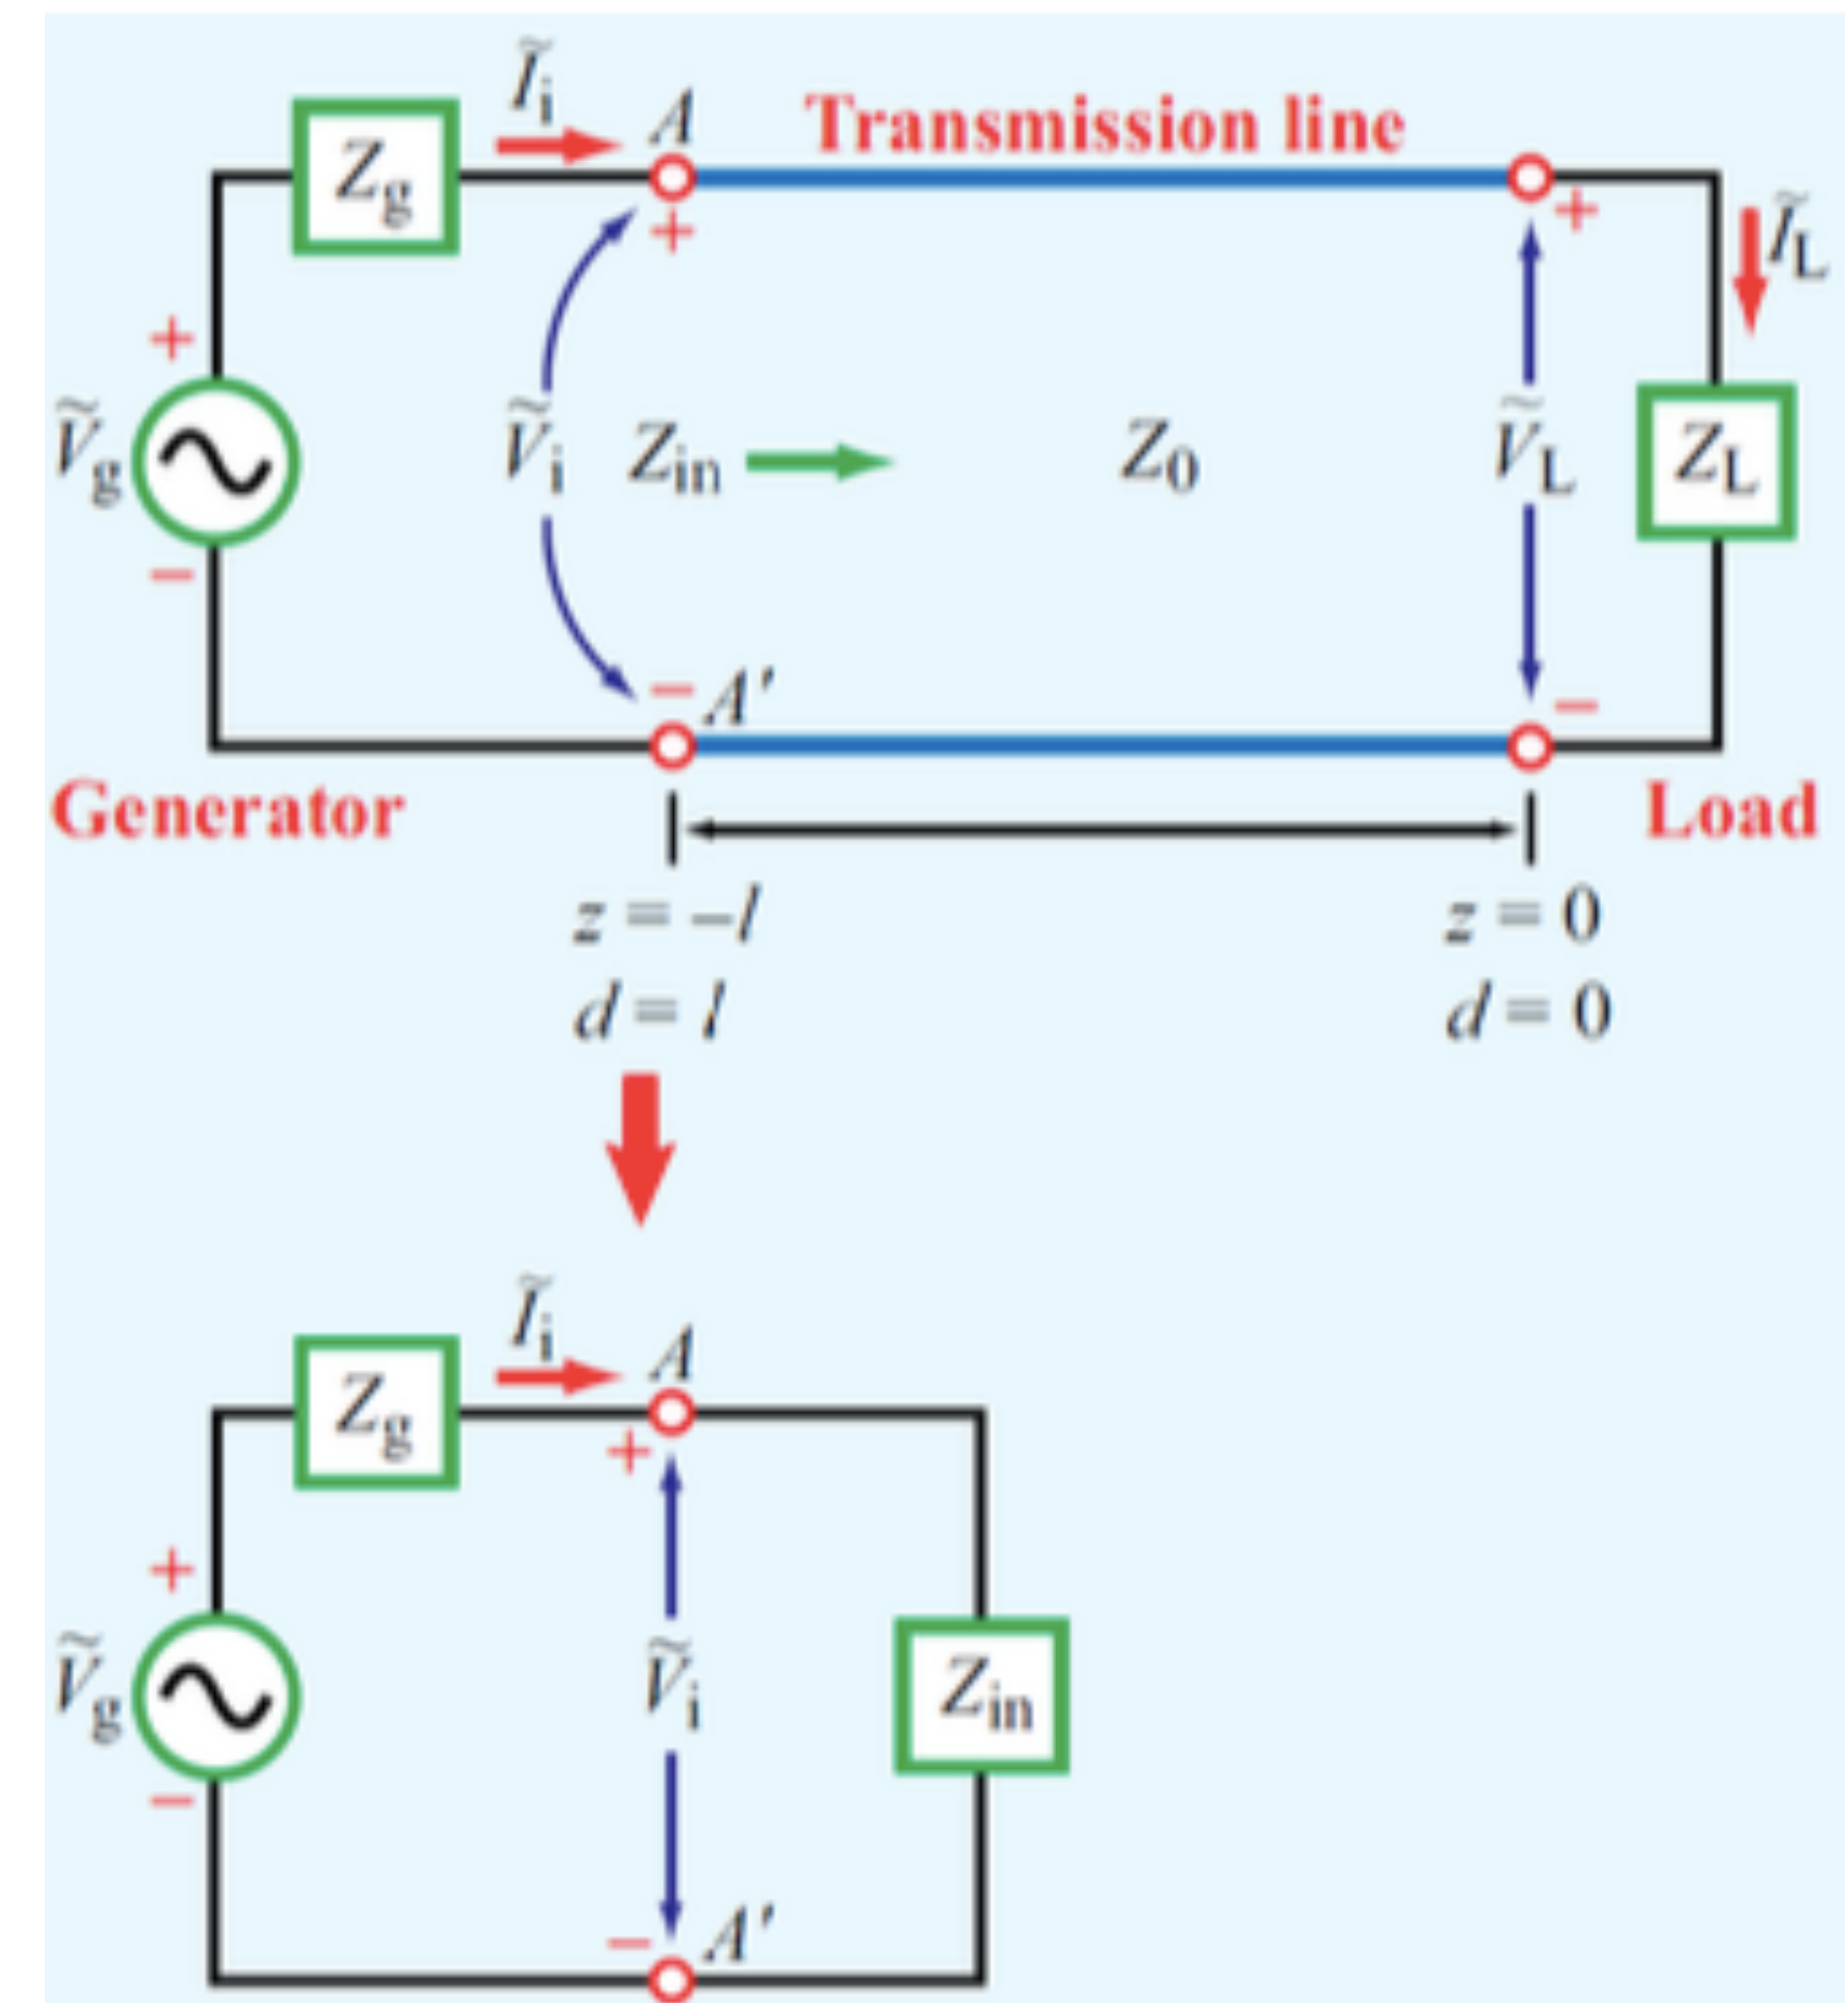 Ĩi
A
Transmission line
Zg
+
+
ĨL
+
Ṽg
Ṽi
Zin
Z0
ṼL
ZL
−
−
A'
−
Generator
Load
z = −l
z = 0
d = l
d = 0
Ĩi
A
Zg
+
+
Ṽg
Ṽi
Zin
−
−
A'